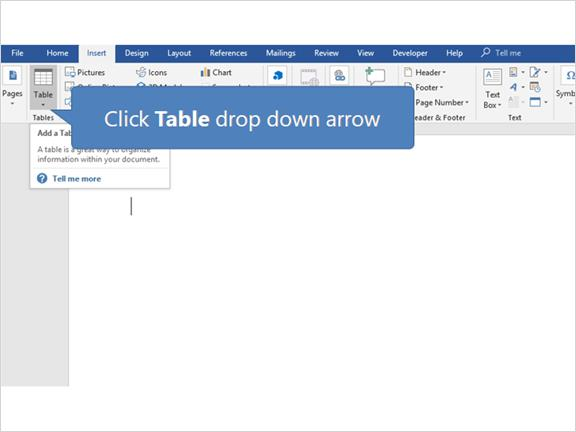 File Home Insert Design Layout References Mailings Review View Developer Help Tell me
Pages Table Pictures Icons Chart Header Text Box Symb
Footer
Page Number
Tables Header & Footer Text
Click Table drop down arrow
Add a Tab
A table is a great way to organize
information within your document.
Tell me more